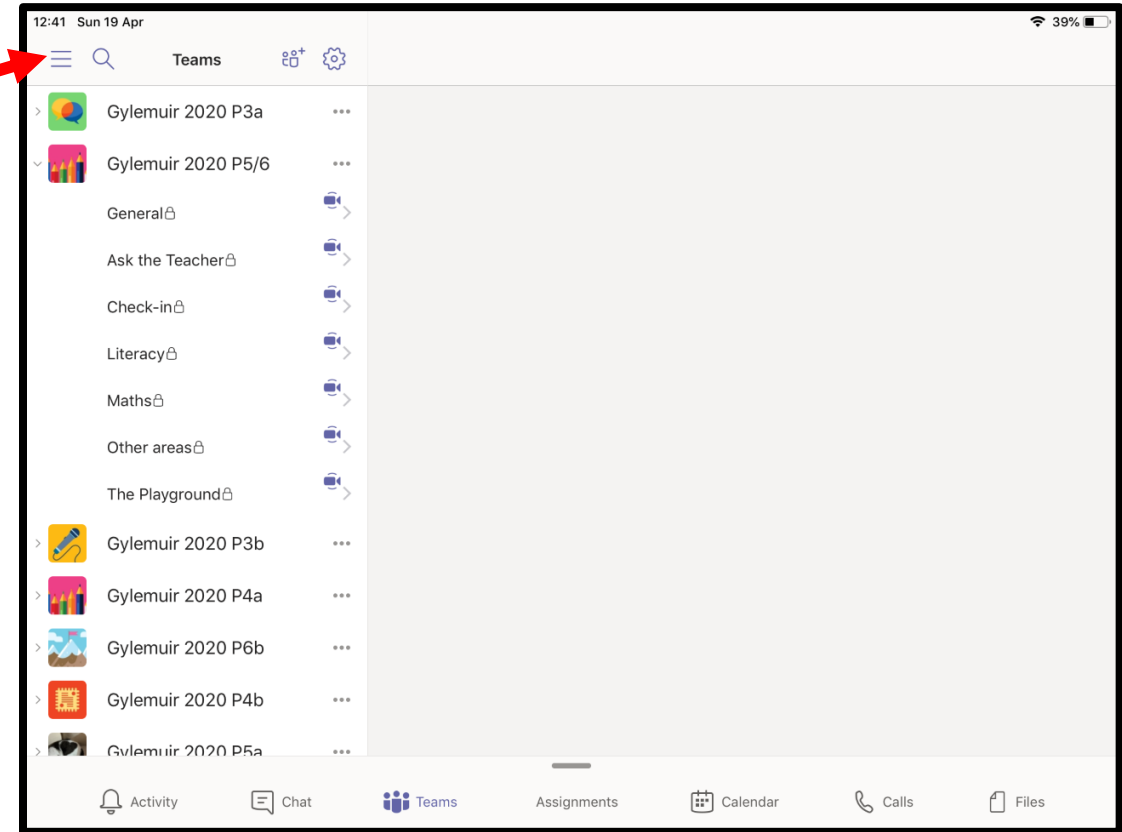 12:41 Sun 19 Apr 39%
Teams
Gylemuir 2020 P3a
Gylemuir 2020 P5/6
General
Ask the Teacher
Check-in
Literacy
Maths
Other areas
The Playground
Gylemuir 2020 P3b
Gylemuir 2020 P4a
Gylemuir 2020 P6b
Gylemuir 2020 P4b
Gylemuir 2020 P5a
Activity Chat Teams Assignments Calendar Calls Files